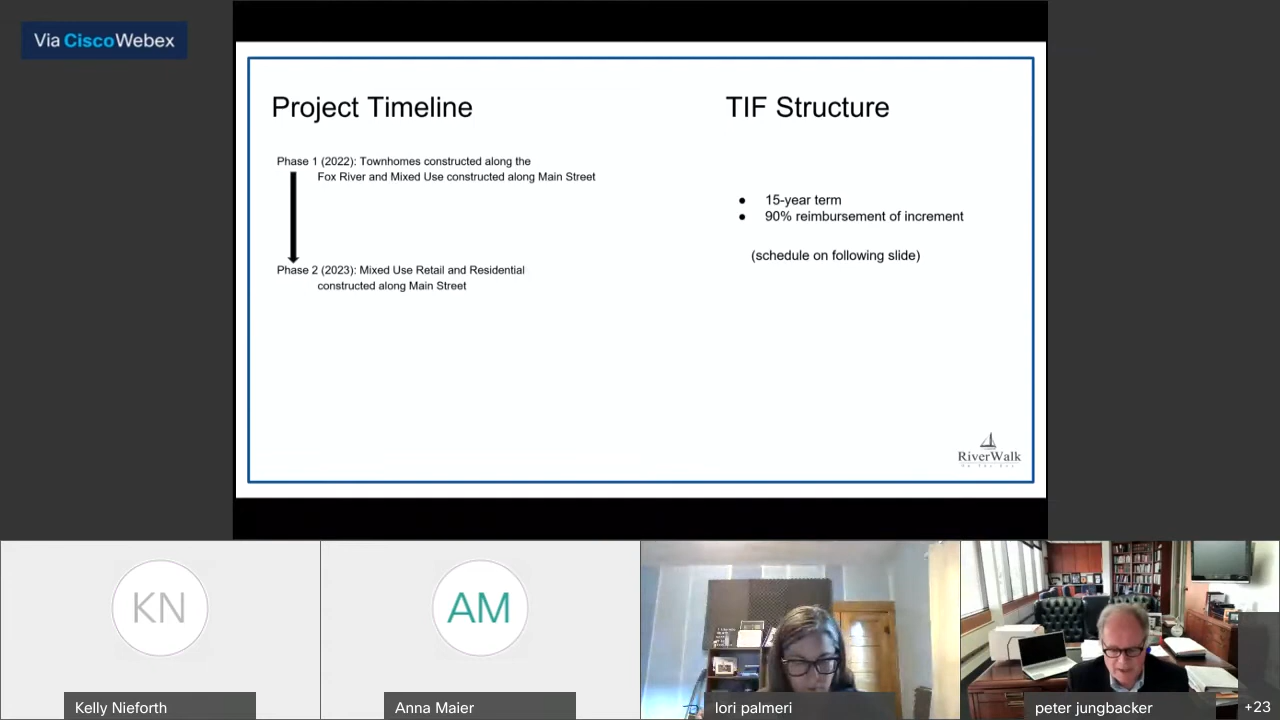 Via Cisco Webex
Project Timeline
Phase 1 (2022): Townhomes constructed along the
Fox River and Mixed Use constructed along Main Street
Phase 2 (2023): Mixed Use Retail and Residential
constructed along Main Street
TIF Structure
● 15-year term
● 90% reimbursement of increment
(schedule on following slide)
RiverWalk
KN
AM
Kelly Nieforth
Anna Maier
lori palmeri
peter jungbacker
+23